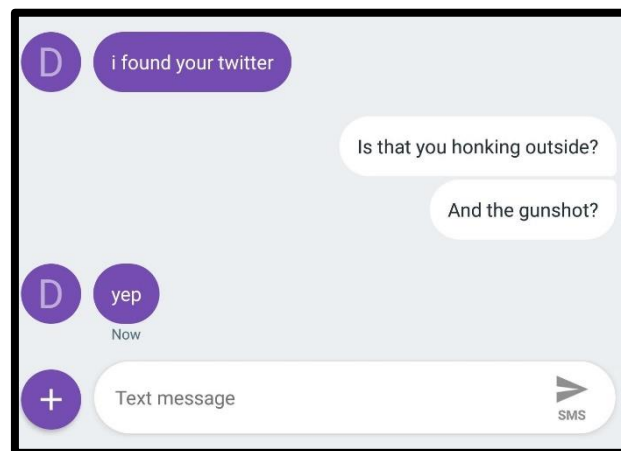 D
i found your twitter
Is that you honking outside?
And the gunshot?
D
yep
Now
+
Text message
SMS